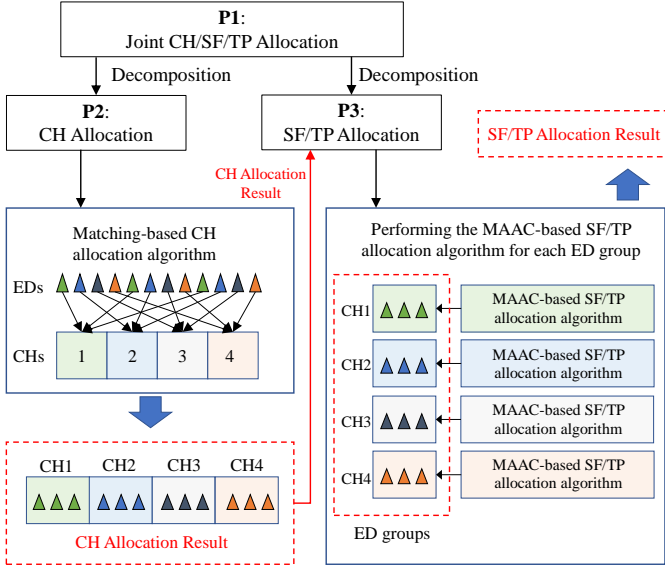 P1:
Joint CH/SF/TP Allocation
Decomposition
Decomposition
P2:
CH Allocation
P3:
SF/TP Allocation
SF/TP Allocation Result
CH Allocation
Result
Matching-based CH
allocation algorithm
EDs
CHs
1
2
3
4
CH1
CH2
CH3
CH4
CH Allocation Result
Performing the MAAC-based SF/TP
allocation algorithm for each ED group
CH1
MAAC-based SF/TP
allocation algorithm
CH2
MAAC-based SF/TP
allocation algorithm
CH3
MAAC-based SF/TP
allocation algorithm
CH4
MAAC-based SF/TP
allocation algorithm
ED groups